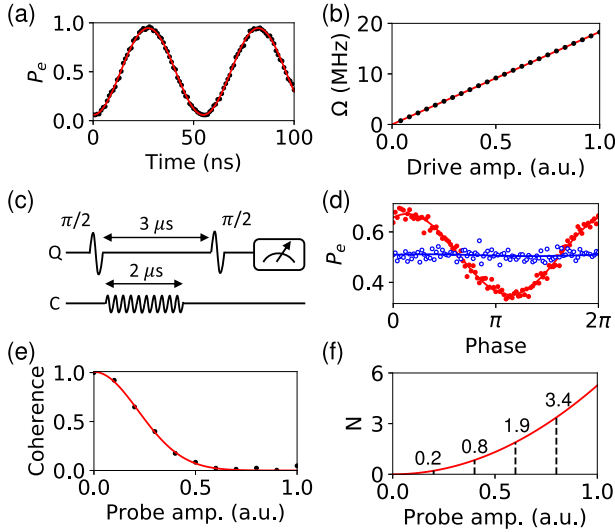 (a)
P_e
1.0
0.5
0.0
0
50
100
Time (ns)
(b)
Ω (MHz)
20
10
0
0.0
0.5
1.0
Drive amp. (a.u.)
(c)
π/2
3 μs
π/2
Q
2 μs
C
(d)
P_e
0.6
0.4
0
π
2π
Phase
(e)
Coherence
1.0
0.5
0.0
0.0
0.5
1.0
Probe amp. (a.u.)
(f)
N
6
3
0
0.2
0.8
1.9
3.4
0.0
0.5
1.0
Probe amp. (a.u.)